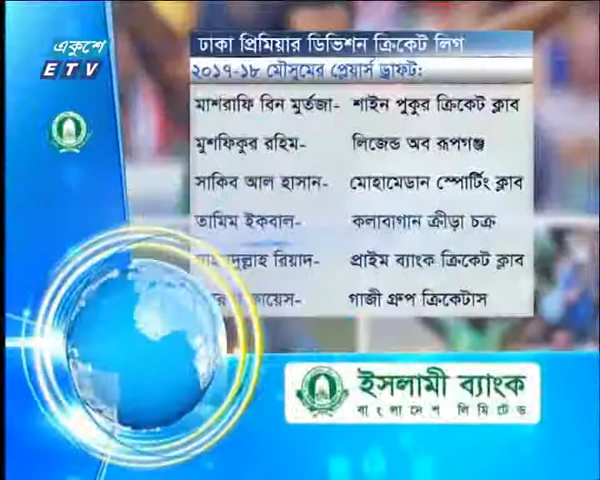 একুশে
ETV
ঢাকা প্রিমিয়ার ডিভিশন ক্রিকেট লিগ
২০১৭-১৮ মৌসুমের প্লেয়ার্স ড্রাফট:
মাশরাফি বিন মুর্তজা- শাইন পুকুর ক্রিকেট ক্লাব
মুশফিকুর রহিম- লিজেন্ড অব রূপগঞ্জ
সাকিব আল হাসান- মোহামেডান স্পোর্টিং ক্লাব
তামিম ইকবাল- কলাবাগান ক্রীড়া চক্র
রিয়াদ- প্রাইম ব্যাংক ক্রিকেট ক্লাব
গাজী গ্রুপ ক্রিকেটাস
ইসলামী ব্যাংক
বাংলাদেশ লিমিটেড